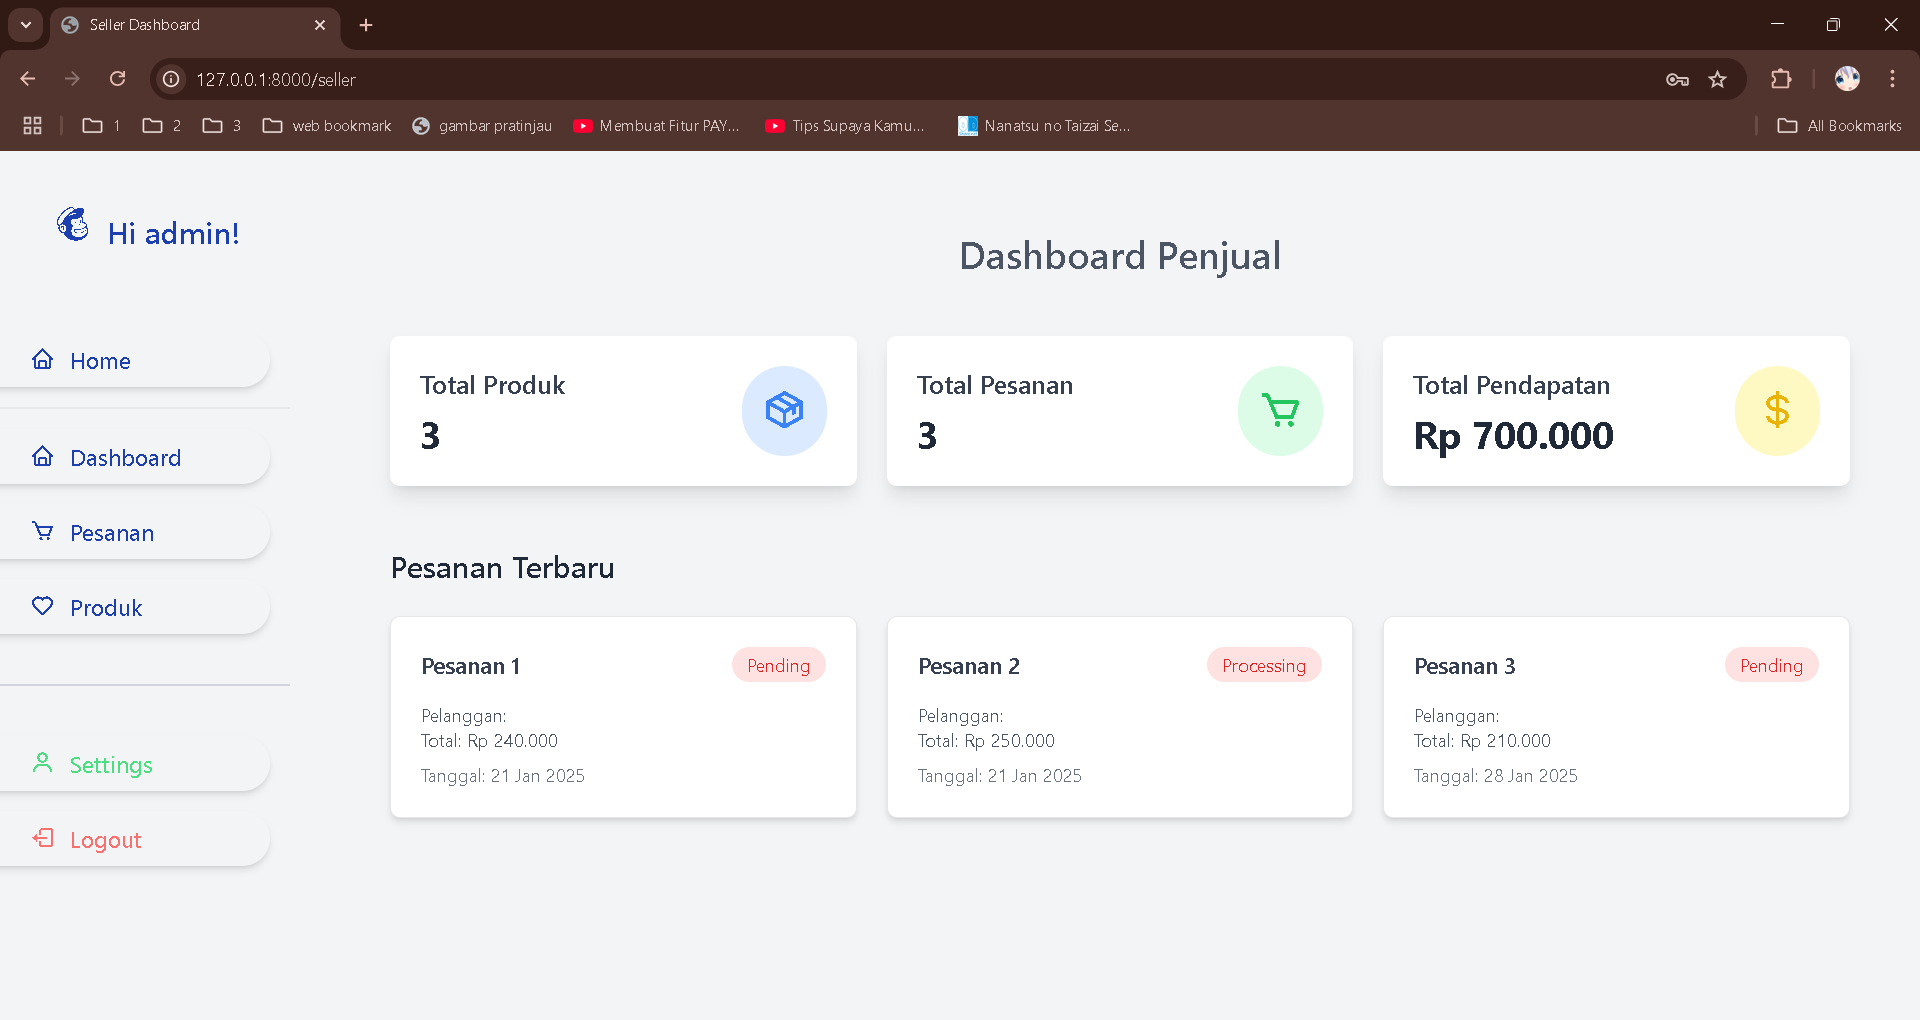 Seller Dashboard
127.0.0.1:8000/seller
1
2
3
web bookmark
gambar pratinjau
Membuat Fitur PAY...
Tips Supaya Kamu...
Nanatsu no Taizai Se...
All Bookmarks
Hi admin!
Home
Dashboard
Pesanan
Produk
Settings
Logout
Dashboard Penjual
Total Produk
3
Total Pesanan
3
Total Pendapatan
Rp 700.000
Pesanan Terbaru
Pesanan 1
Pending
Pelanggan:
Total: Rp 240.000
Tanggal: 21 Jan 2025
Pesanan 2
Processing
Pelanggan:
Total: Rp 250.000
Tanggal: 21 Jan 2025
Pesanan 3
Pending
Pelanggan:
Total: Rp 210.000
Tanggal: 28 Jan 2025